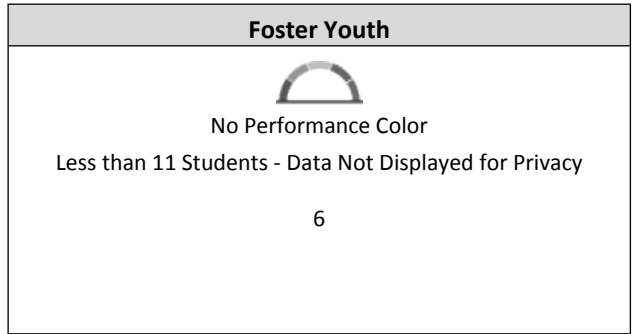 Foster Youth
No Performance Color
Less than 11 Students - Data Not Displayed for Privacy
6